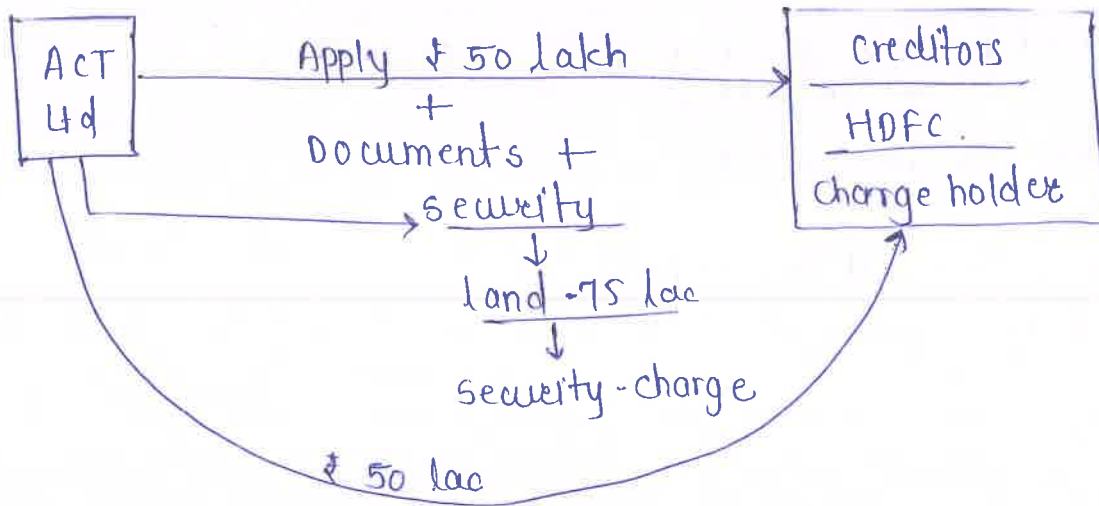 ACT
Ltd
Apply ₹ 50 lakh
+
Documents +
security
↓
land - 75 lac
↓
security - charge
₹ 50 lac
creditors
HDFC.
charge holder